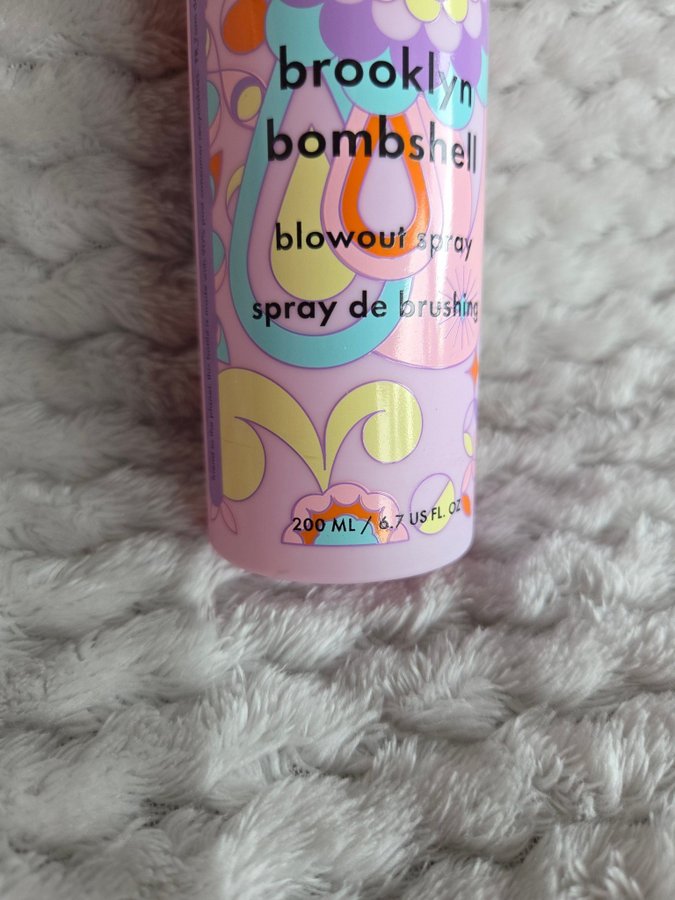 brooklyn
bombshell
blowout spray
spray de brushing
200 ML / 6.7 US FL. OZ